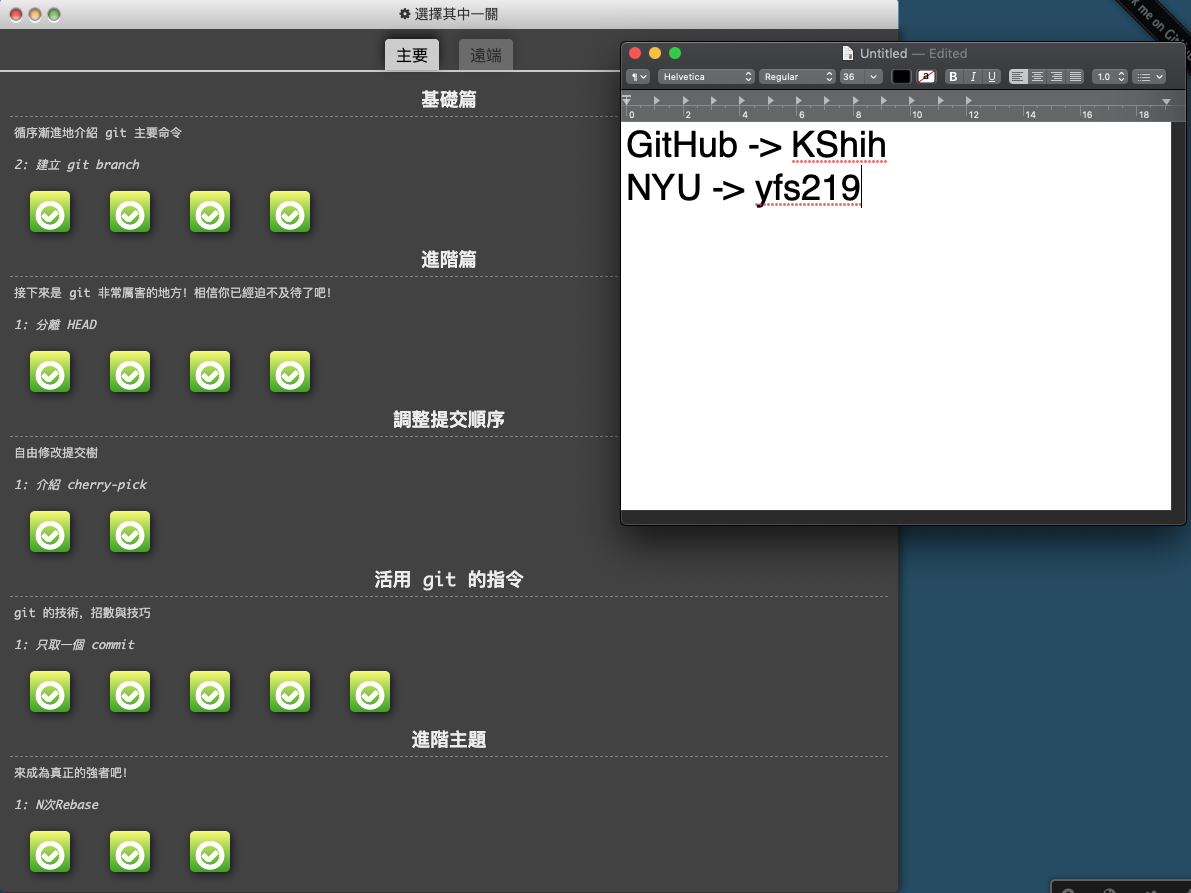 選擇其中一關
主要
遠端
基礎篇
循序漸進地介紹 git 主要命令
2: 建立 git branch
進階篇
接下來是 git 非常厲害的地方! 相信你已經迫不及待了吧!
1: 分離 HEAD
調整提交順序
自由修改提交樹
1: 介紹 cherry-pick
活用 git 的指令
git 的技術, 招數與技巧
1: 只取一個 commit
進階主題
來成為真正的強者吧!
1: N次Rebase
Untitled — Edited
¶ Helvetica Regular 36 a B I U 1.0
0 2 4 6 8 10 12 14 16 18
GitHub -> KShih
NYU -> yfs219
me on